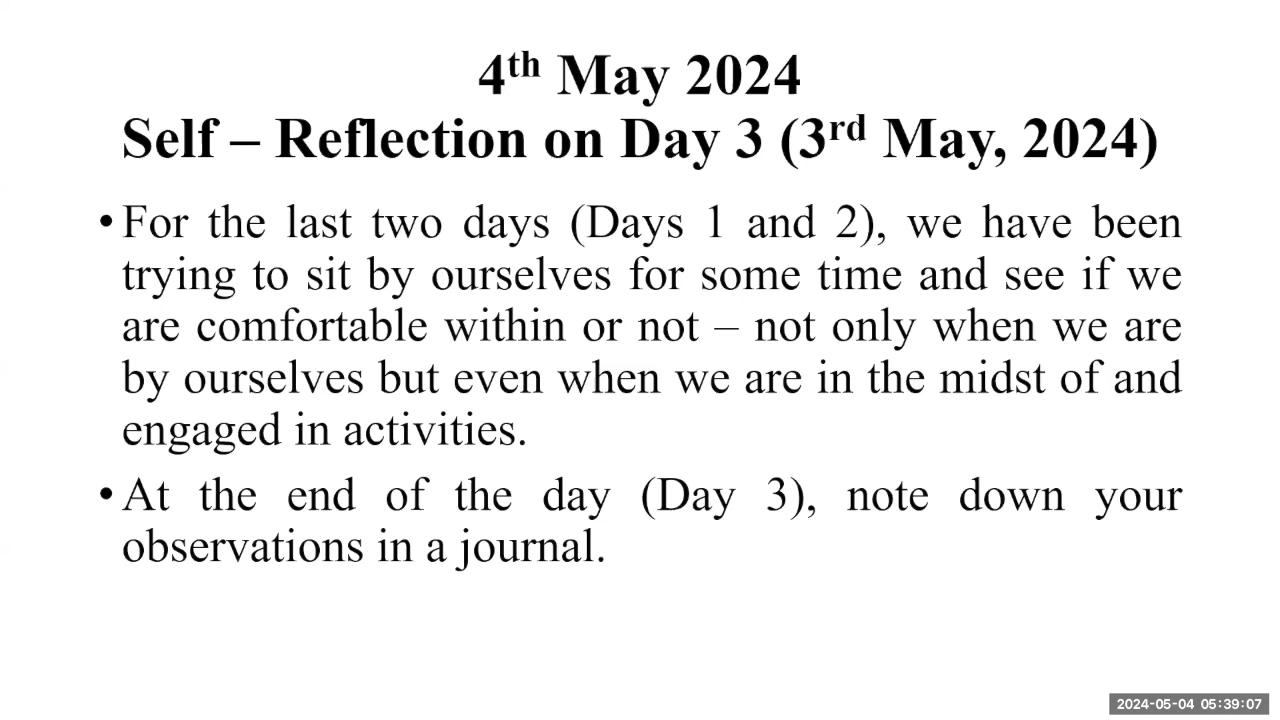 4th May 2024
Self – Reflection on Day 3 (3rd May, 2024)
• For the last two days (Days 1 and 2), we have been
trying to sit by ourselves for some time and see if we
are comfortable within or not – not only when we are
by ourselves but even when we are in the midst of and
engaged in activities.
• At the end of the day (Day 3), note down your
observations in a journal.
2024-05-04 05:39:07